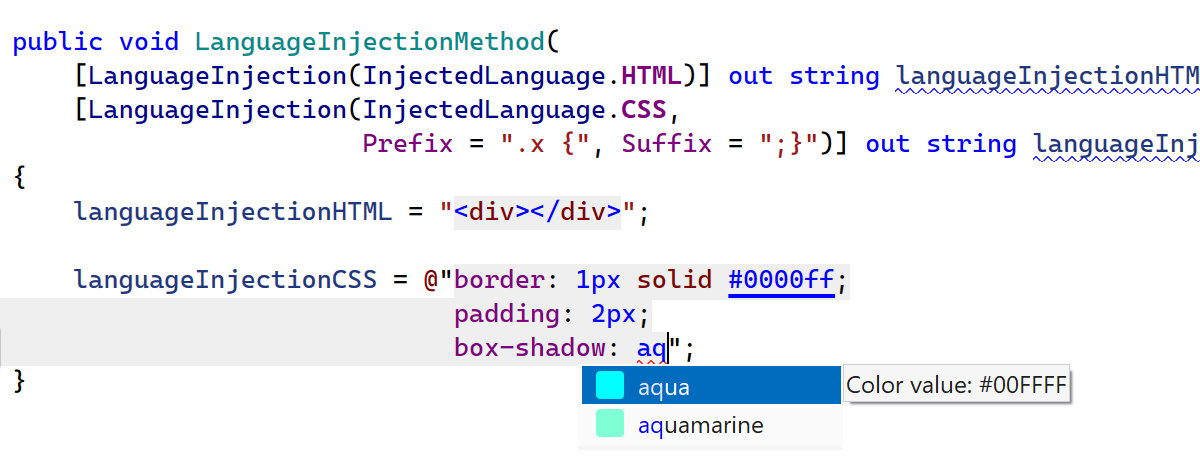 public void LanguageInjectionMethod(
[LanguageInjection(InjectedLanguage.HTML)] out string languageInjectionHTM
[LanguageInjection(InjectedLanguage.CSS,
Prefix = ".x {", Suffix = ";}")] out string languageInj
{
languageInjectionHTML = "<div></div>";
languageInjectionCSS = @"border: 1px solid #0000ff;
padding: 2px;
box-shadow: aq";
}
aqua
Color value: #00FFFF
aquamarine